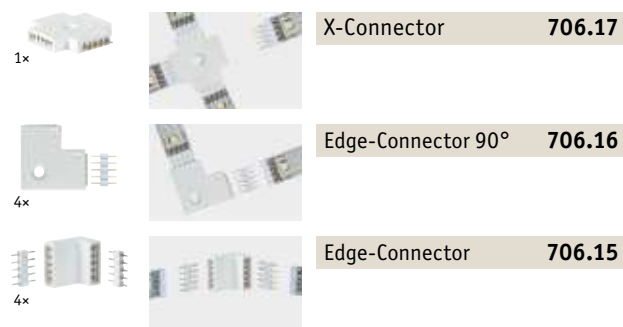 X-Connector 706.17
1×
Edge-Connector 90° 706.16
4×
Edge-Connector 706.15
4×